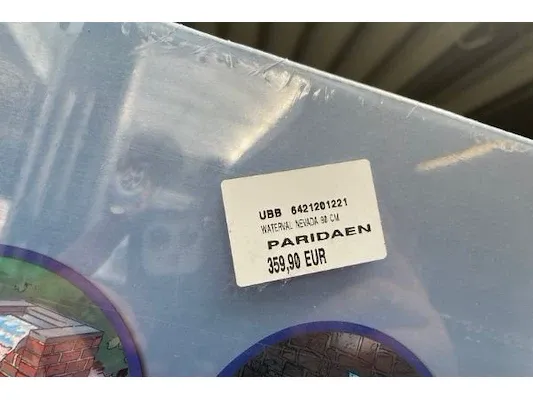 UBB 6421201221
WATERVAL NEVADA 90 CM
PARIDAEN
359,90 EUR